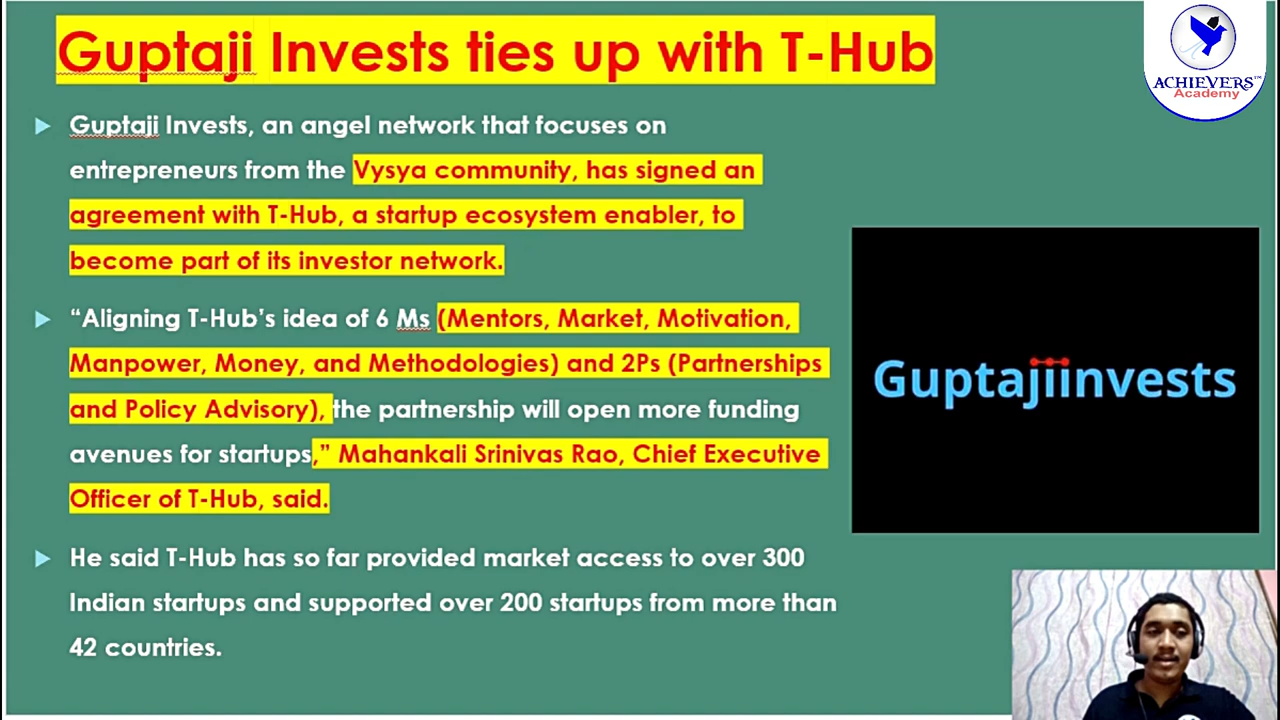 Guptaji Invests ties up with T-Hub
ACHIEVERS™
Academy
Guptaji Invests, an angel network that focuses on
entrepreneurs from the Vysya community, has signed an
agreement with T-Hub, a startup ecosystem enabler, to
become part of its investor network.
“Aligning T-Hub’s idea of 6 Ms (Mentors, Market, Motivation,
Manpower, Money, and Methodologies) and 2Ps (Partnerships
and Policy Advisory), the partnership will open more funding
avenues for startups,” Mahankali Srinivas Rao, Chief Executive
Officer of T-Hub, said.
Guptajiinvests
He said T-Hub has so far provided market access to over 300
Indian startups and supported over 200 startups from more than
42 countries.